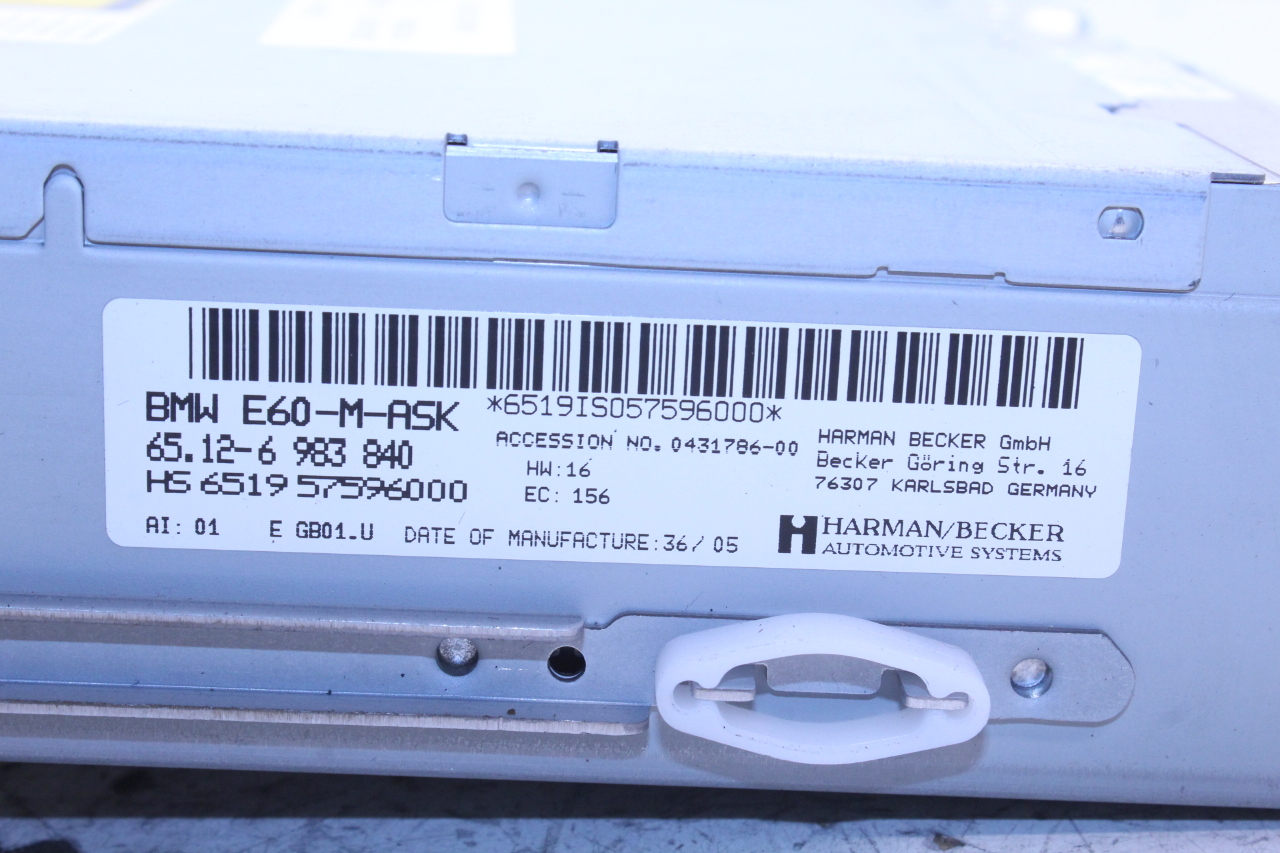 *6519IS057596000*
BMW E60-M-ASK
65.12-6 983 840
HS 6519 57596000
AI: 01 E GB01.U
ACCESSION NO. 0431786-00
HW:16
EC: 156
DATE OF MANUFACTURE:36/05
HARMAN BECKER GmbH
Becker Göring Str. 16
76307 KARLSBAD GERMANY
HARMAN/BECKER
AUTOMOTIVE SYSTEMS